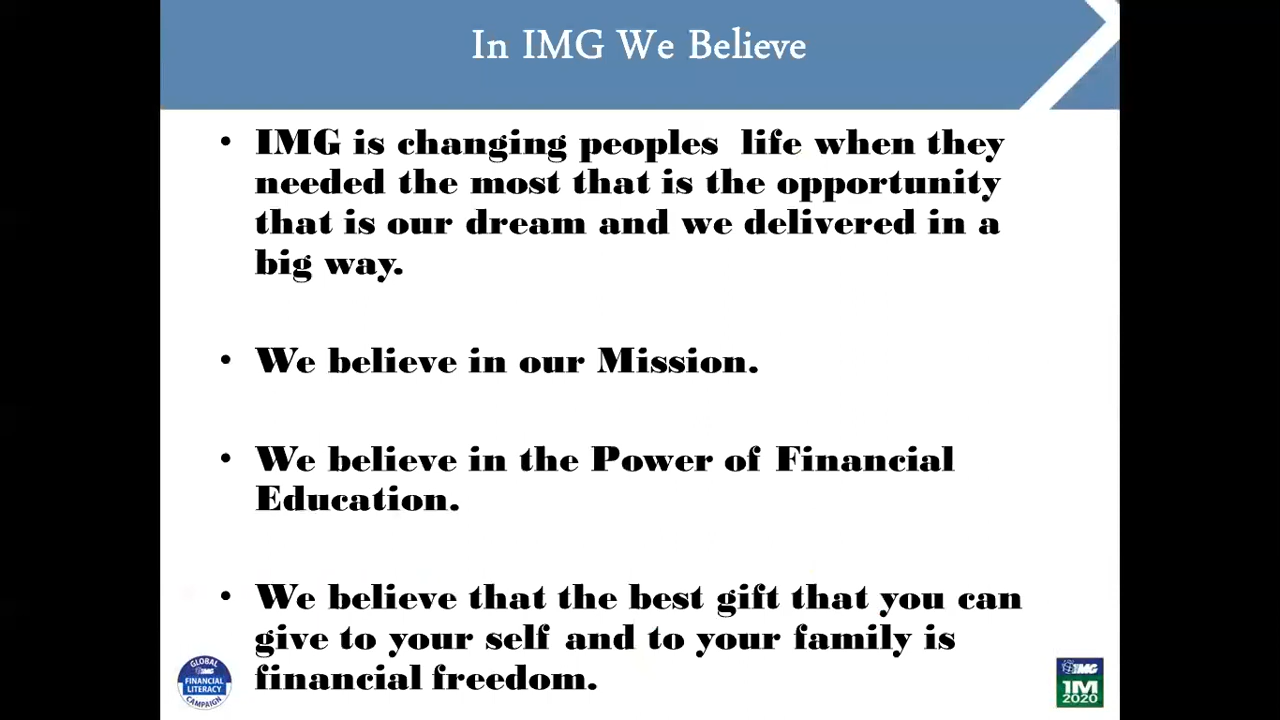 In IMG We Believe
• IMG is changing peoples life when they
needed the most that is the opportunity
that is our dream and we delivered in a
big way.
• We believe in our Mission.
• We believe in the Power of Financial
Education.
• We believe that the best gift that you can
give to your self and to your family is
financial freedom.
GLOBAL
IMG
FINANCIAL
LITERACY
CAMPAIGN
IMG
1M
2020